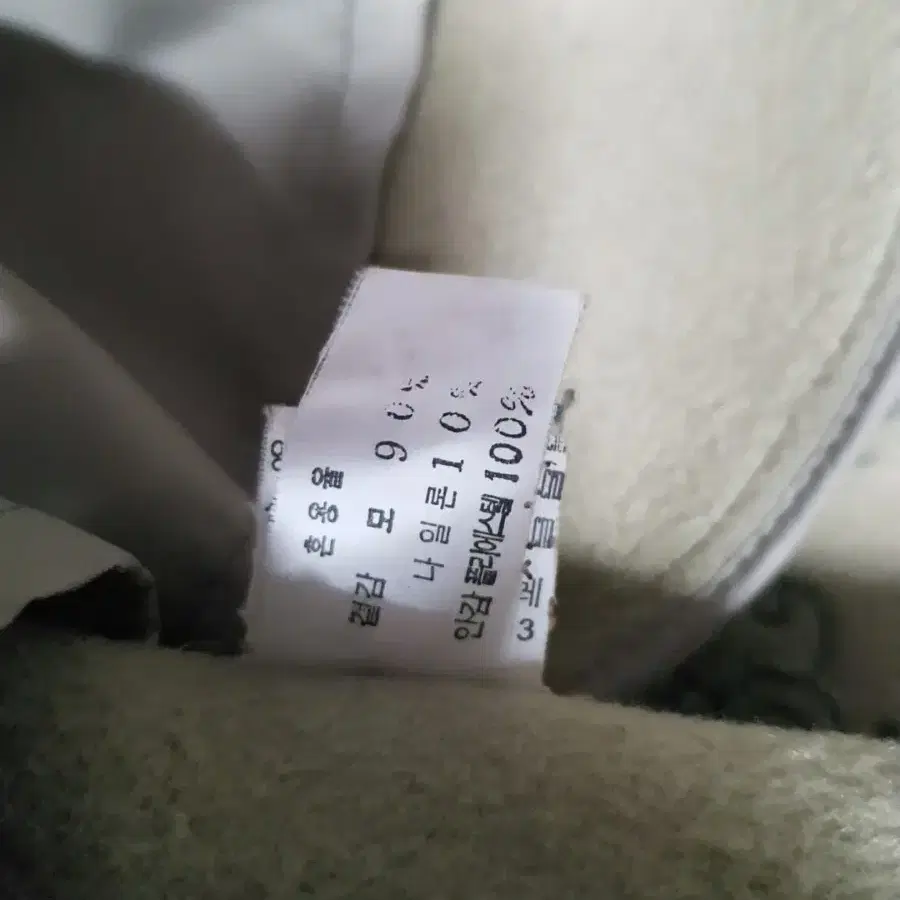 혼용율
겉감 모 90%
나일론 10%
안감 폴리에스텔 100%